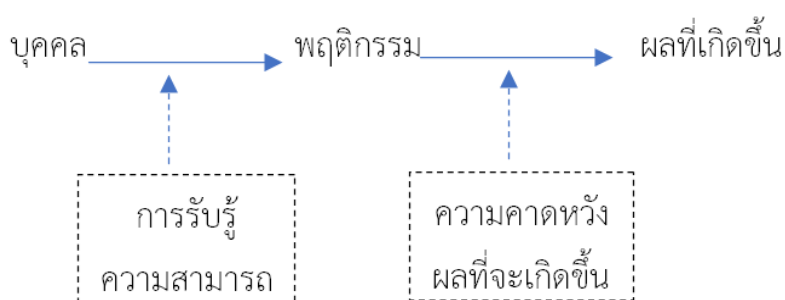 บุคคล พฤติกรรม ผลที่เกิดขึ้น
การรับรู้
ความสามารถ
ความคาดหวัง
ผลที่จะเกิดขึ้น